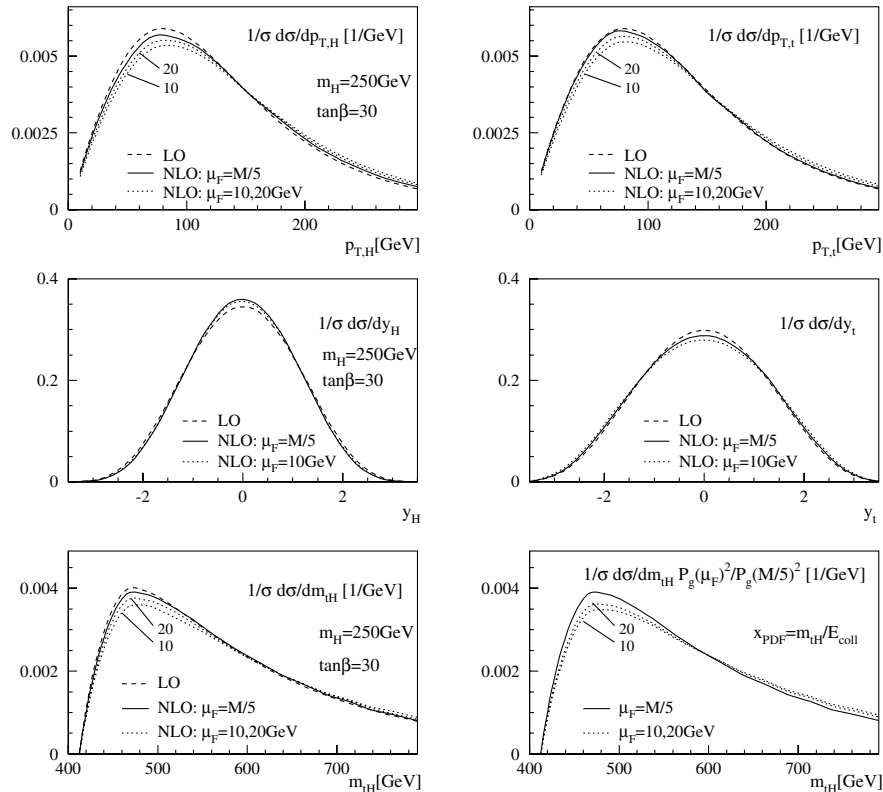 1/σ dσ/dp_{T,H} [1/GeV]
m_H=250GeV
tanβ=30
20
10
LO
NLO: μ_F=M/5
NLO: μ_F=10,20GeV
0.005
0.0025
0
0 100 200
p_{T,H}[GeV]
1/σ dσ/dp_{T,t} [1/GeV]
20
10
LO
NLO: μ_F=M/5
NLO: μ_F=10,20GeV
0.005
0.0025
0
0 100 200
p_{T,t}[GeV]
1/σ dσ/dy_H
m_H=250GeV
tanβ=30
LO
NLO: μ_F=M/5
NLO: μ_F=10GeV
0.4
0.2
0
-2 0 2
y_H
1/σ dσ/dy_t
LO
NLO: μ_F=M/5
NLO: μ_F=10GeV
0.4
0.2
0
-2 0 2
y_t
1/σ dσ/dm_{tH} [1/GeV]
m_H=250GeV
tanβ=30
20
10
LO
NLO: μ_F=M/5
NLO: μ_F=10,20GeV
0.004
0.002
0
400 500 600 700
m_{tH}[GeV]
1/σ dσ/dm_{tH} P_g(μ_F)²/P_g(M/5)² [1/GeV]
20
10
x_{PDF}=m_{tH}/E_{coll}
μ_F=M/5
μ_F=10,20GeV
0.004
0.002
0
400 500 600 700
m_{tH}[GeV]